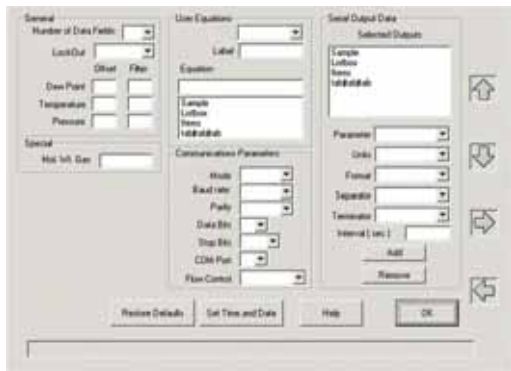 General
Number of Data Fields
LockOut
Offset Filter
Dew Point
Temperature
Pressure
Special
Mol. Wt. Gas
User Equations
Label
Equation
Sample
Listbox
Items
Communications Parameters
Mode
Baud rate
Parity
Data Bits
Stop Bits
COM Port
Flow Control
Serial Output Data
Selected Outputs
Sample
Listbox
Items
Parameter
Units
Format
Separator
Terminator
Interval ( sec )
Add
Remove
Restore Defaults
Set Time and Date
Help
OK